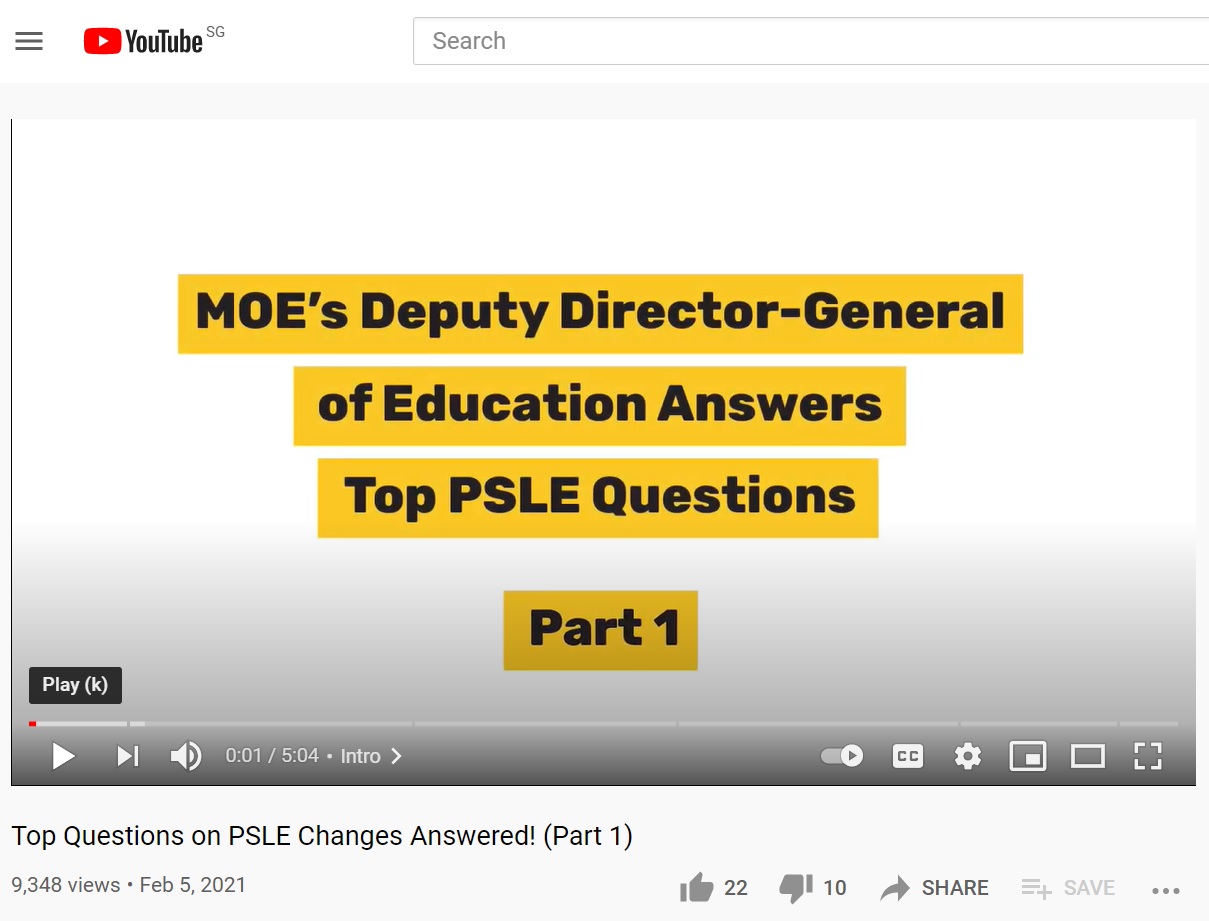 YouTube SG
Search
MOE's Deputy Director-General
of Education Answers
Top PSLE Questions
Part 1
Play (k)
0:01 / 5:04 • Intro
CC
Top Questions on PSLE Changes Answered! (Part 1)
9,348 views • Feb 5, 2021
22 10 SHARE SAVE